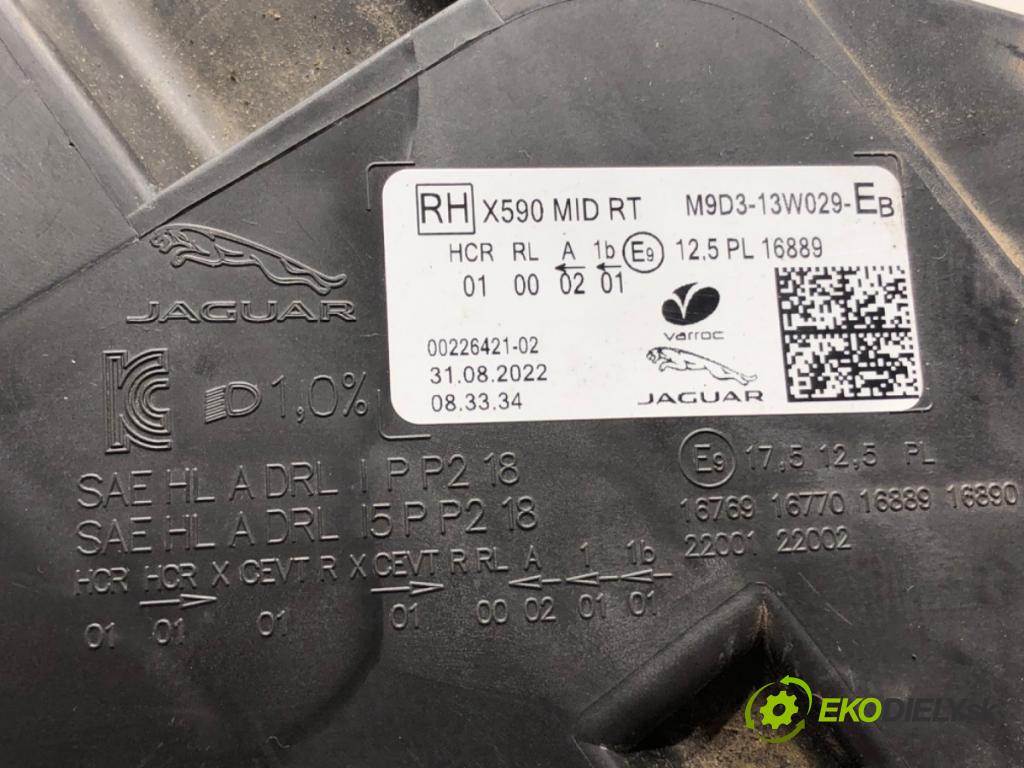 RH X590 MID RT M9D3-13W029-EB
HCR RL A 1b E9 12.5 PL 16889
01 00 02 01
varroc
00226421-02
31.08.2022
08.33.34
JAGUAR
JAGUAR
KC 1,0%
E9 17,5 12,5 PL
16769 16770 16889 16890
22001 22002
SAE HL A DRL I P P2 18
SAE HL A DRL I5 P P2 18
HCR HCR X CEVT R X CEVT R RL A 1 1b
01 01 01 01 00 02 01 01
EKODIELY.sk